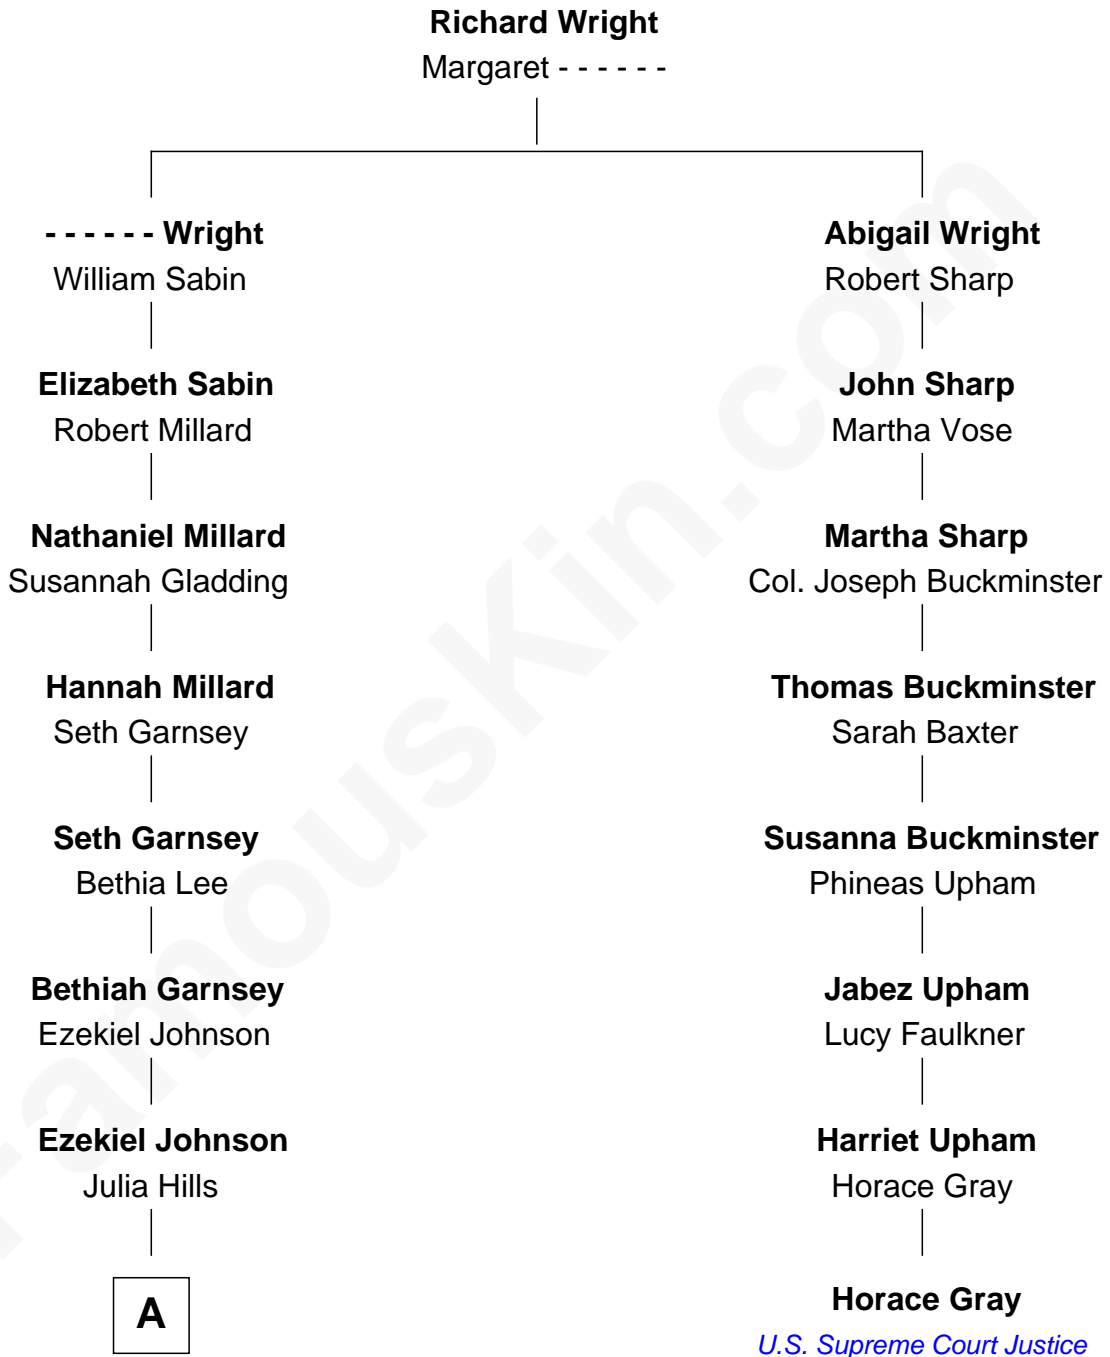 Richard Wright
Margaret - - - - - -
- - - - - - Wright
William Sabin
Abigail Wright
Robert Sharp
Elizabeth Sabin
Robert Millard
John Sharp
Martha Vose
Nathaniel Millard
Susannah Gladding
Martha Sharp
Col. Joseph Buckminster
Hannah Millard
Seth Garnsey
Thomas Buckminster
Sarah Baxter
Seth Garnsey
Bethia Lee
Susanna Buckminster
Phineas Upham
Bethiah Garnsey
Ezekiel Johnson
Jabez Upham
Lucy Faulkner
Ezekiel Johnson
Julia Hills
Harriet Upham
Horace Gray
A
Horace Gray
U.S. Supreme Court Justice
FamousKin.com